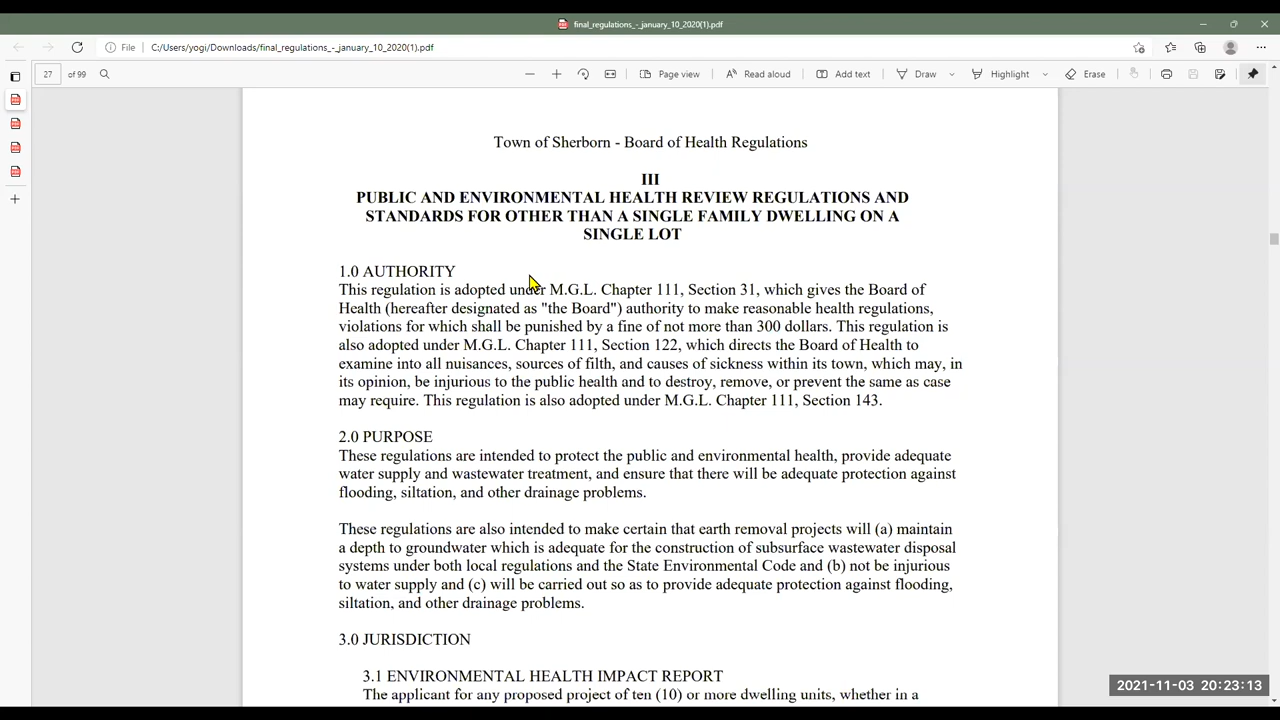 final_regulations_-_january_10_2020(1).pdf
File | C:/Users/yogi/Downloads/final_regulations_-_january_10_2020(1).pdf
27 of 99 Page view Read aloud Add text Draw Highlight Erase
Town of Sherborn - Board of Health Regulations
III
PUBLIC AND ENVIRONMENTAL HEALTH REVIEW REGULATIONS AND
STANDARDS FOR OTHER THAN A SINGLE FAMILY DWELLING ON A
SINGLE LOT
1.0 AUTHORITY
This regulation is adopted under M.G.L. Chapter 111, Section 31, which gives the Board of
Health (hereafter designated as "the Board") authority to make reasonable health regulations,
violations for which shall be punished by a fine of not more than 300 dollars. This regulation is
also adopted under M.G.L. Chapter 111, Section 122, which directs the Board of Health to
examine into all nuisances, sources of filth, and causes of sickness within its town, which may, in
its opinion, be injurious to the public health and to destroy, remove, or prevent the same as case
may require. This regulation is also adopted under M.G.L. Chapter 111, Section 143.
2.0 PURPOSE
These regulations are intended to protect the public and environmental health, provide adequate
water supply and wastewater treatment, and ensure that there will be adequate protection against
flooding, siltation, and other drainage problems.
These regulations are also intended to make certain that earth removal projects will (a) maintain
a depth to groundwater which is adequate for the construction of subsurface wastewater disposal
systems under both local regulations and the State Environmental Code and (b) not be injurious
to water supply and (c) will be carried out so as to provide adequate protection against flooding,
siltation, and other drainage problems.
3.0 JURISDICTION
3.1 ENVIRONMENTAL HEALTH IMPACT REPORT
The applicant for any proposed project of ten (10) or more dwelling units, whether in a
2021-11-03 20:23:13